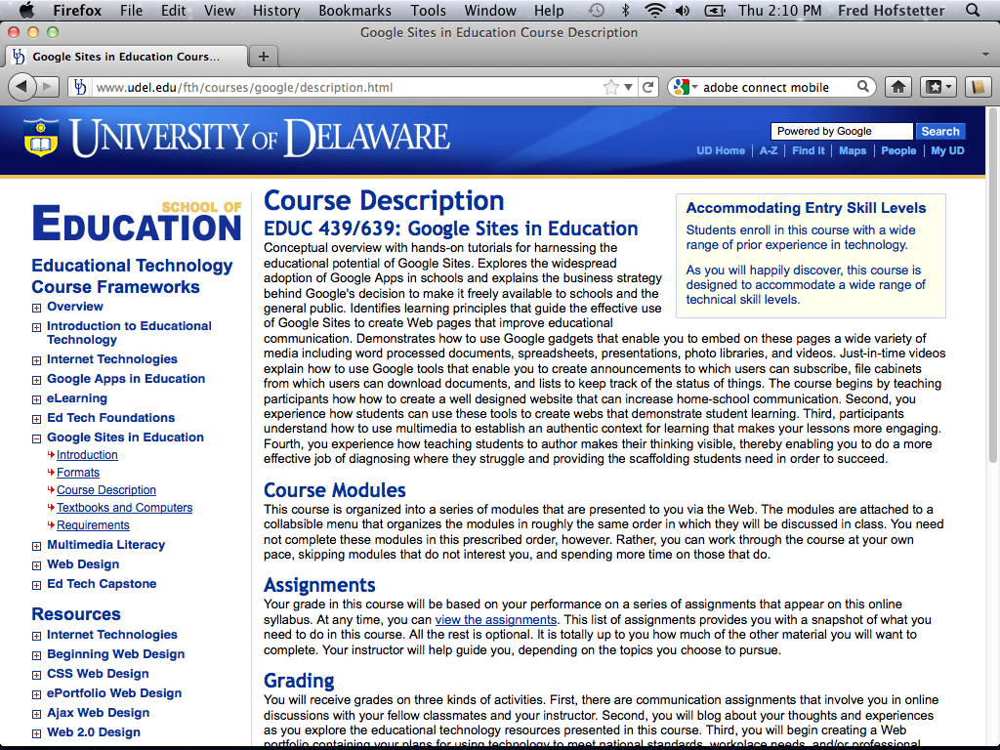 Firefox File Edit View History Bookmarks Tools Window Help Thu 2:10 PM Fred Hofstetter
Google Sites in Education Course Description
Google Sites in Education Cours...
www.udel.edu/fth/courses/google/description.html
adobe connect mobile
UNIVERSITY OF DELAWARE
Powered by Google Search
UD Home | A-Z | Find It | Maps | People | My UD
SCHOOL OF
EDUCATION
Educational Technology
Course Frameworks
Overview
Introduction to Educational
Technology
Internet Technologies
Google Apps in Education
eLearning
Ed Tech Foundations
Google Sites in Education
Introduction
Formats
Course Description
Textbooks and Computers
Requirements
Multimedia Literacy
Web Design
Ed Tech Capstone
Resources
Internet Technologies
Beginning Web Design
CSS Web Design
ePortfolio Web Design
Ajax Web Design
Web 2.0 Design
Course Description
EDUC 439/639: Google Sites in Education
Conceptual overview with hands-on tutorials for harnessing the
educational potential of Google Sites. Explores the widespread
adoption of Google Apps in schools and explains the business strategy
behind Google's decision to make it freely available to schools and the
general public. Identifies learning principles that guide the effective use
of Google Sites to create Web pages that improve educational
communication. Demonstrates how to use Google gadgets that enable you to embed on these pages a wide variety of
media including word processed documents, spreadsheets, presentations, photo libraries, and videos. Just-in-time videos
explain how to use Google tools that enable you to create announcements to which users can subscribe, file cabinets
from which users can download documents, and lists to keep track of the status of things. The course begins by teaching
participants how how to create a well designed website that can increase home-school communication. Second, you
experience how students can use these tools to create webs that demonstrate student learning. Third, participants
understand how to use multimedia to establish an authentic context for learning that makes your lessons more engaging.
Fourth, you experience how teaching students to author makes their thinking visible, thereby enabling you to do a more
effective job of diagnosing where they struggle and providing the scaffolding students need in order to succeed.
Accommodating Entry Skill Levels
Students enroll in this course with a wide
range of prior experience in technology.
As you will happily discover, this course is
designed to accommodate a wide range of
technical skill levels.
Course Modules
This course is organized into a series of modules that are presented to you via the Web. The modules are attached to a
collabsible menu that organizes the modules in roughly the same order in which they will be discussed in class. You need
not complete these modules in this prescribed order, however. Rather, you can work through the course at your own
pace, skipping modules that do not interest you, and spending more time on those that do.
Assignments
Your grade in this course will be based on your performance on a series of assignments that appear on this online
syllabus. At any time, you can view the assignments. This list of assignments provides you with a snapshot of what you
need to do in this course. All the rest is optional. It is totally up to you how much of the other material you will want to
complete. Your instructor will help guide you, depending on the topics you choose to pursue.
Grading
You will receive grades on three kinds of activities. First, there are communication assignments that involve you in online
discussions with your fellow classmates and your instructor. Second, you will blog about your thoughts and experiences
as you explore the educational technology resources presented in this course. Third, you will begin creating a Web
portfolio containing your plans for using technology to meet national standards, workplace needs, and/or professional